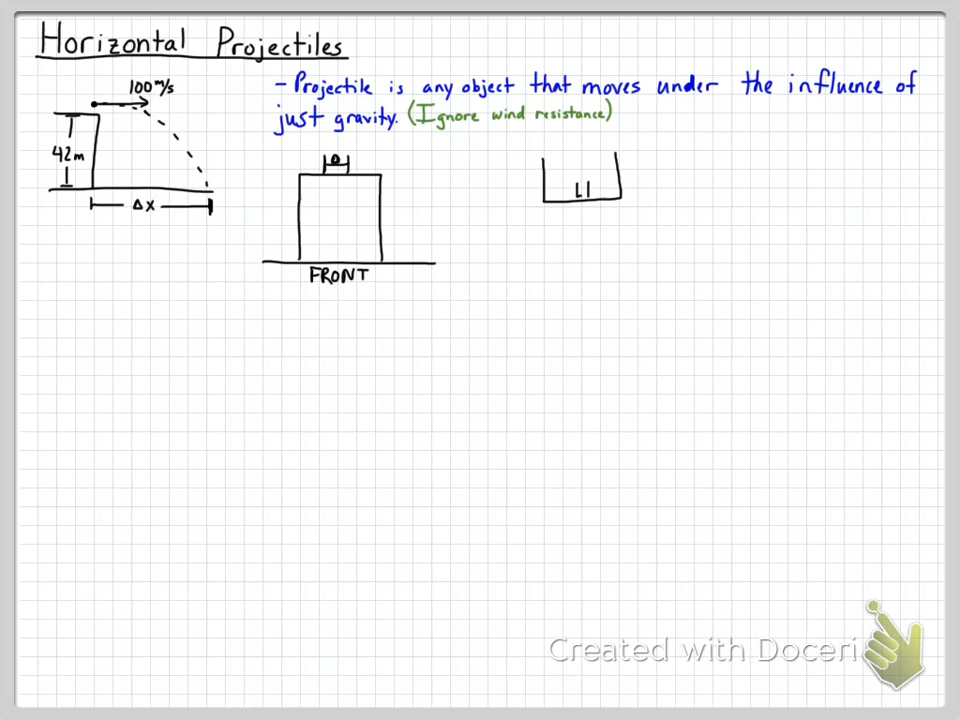 Horizontal Projectiles
100 m/s
- Projectile is any object that moves under the influence of
just gravity. (Ignore wind resistance)
42m
Δx
FRONT
Created with Doceri